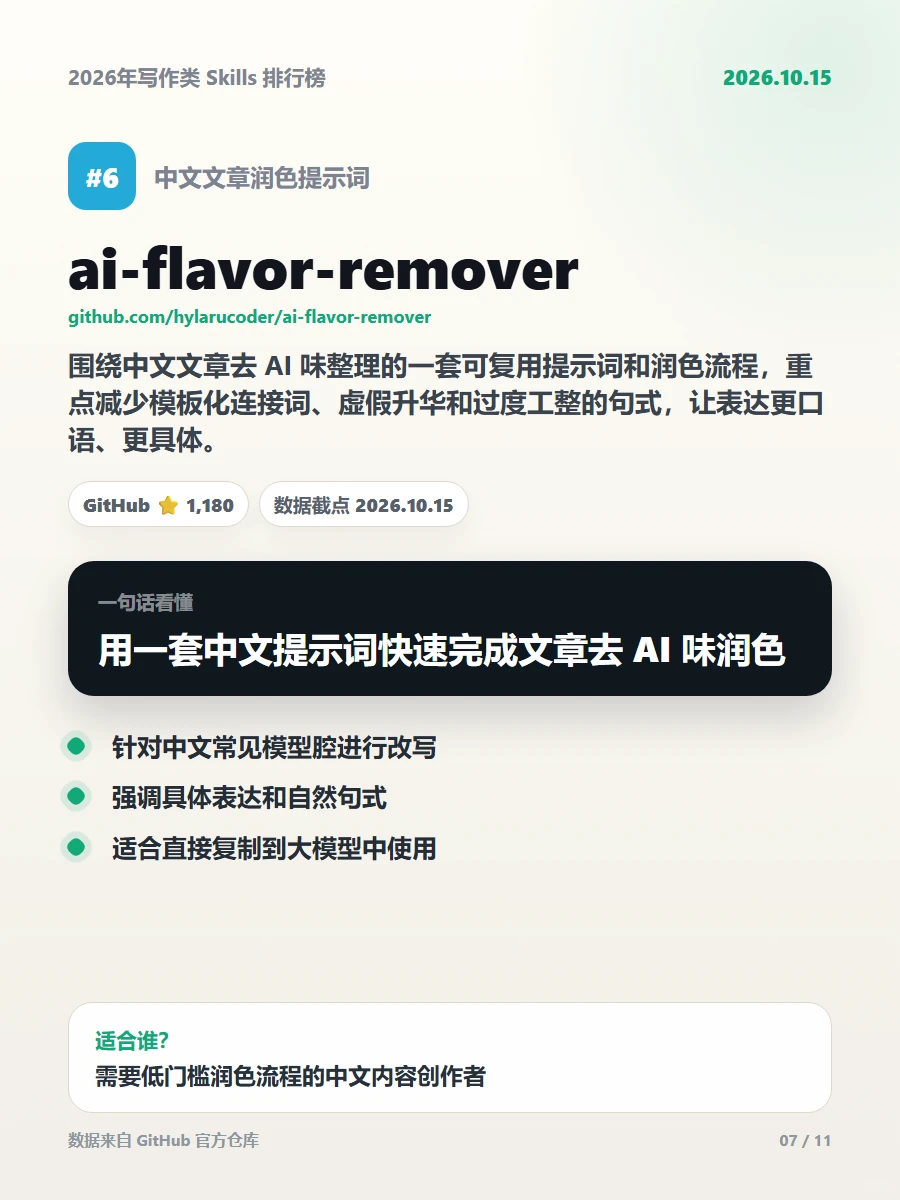 2026年写作类 Skills 排行榜
2026.10.15
#6
中文文章润色提示词
ai-flavor-remover
github.com/hylarucoder/ai-flavor-remover
围绕中文文章去 AI 味整理的一套可复用提示词和润色流程，重
点减少模板化连接词、虚假升华和过度工整的句式，让表达更口
语、更具体。
GitHub ⭐ 1,180
数据截点 2026.10.15
一句话看懂
用一套中文提示词快速完成文章去 AI 味润色
针对中文常见模型腔进行改写
强调具体表达和自然句式
适合直接复制到大模型中使用
适合谁？
需要低门槛润色流程的中文内容创作者
数据来自 GitHub 官方仓库
07 / 11